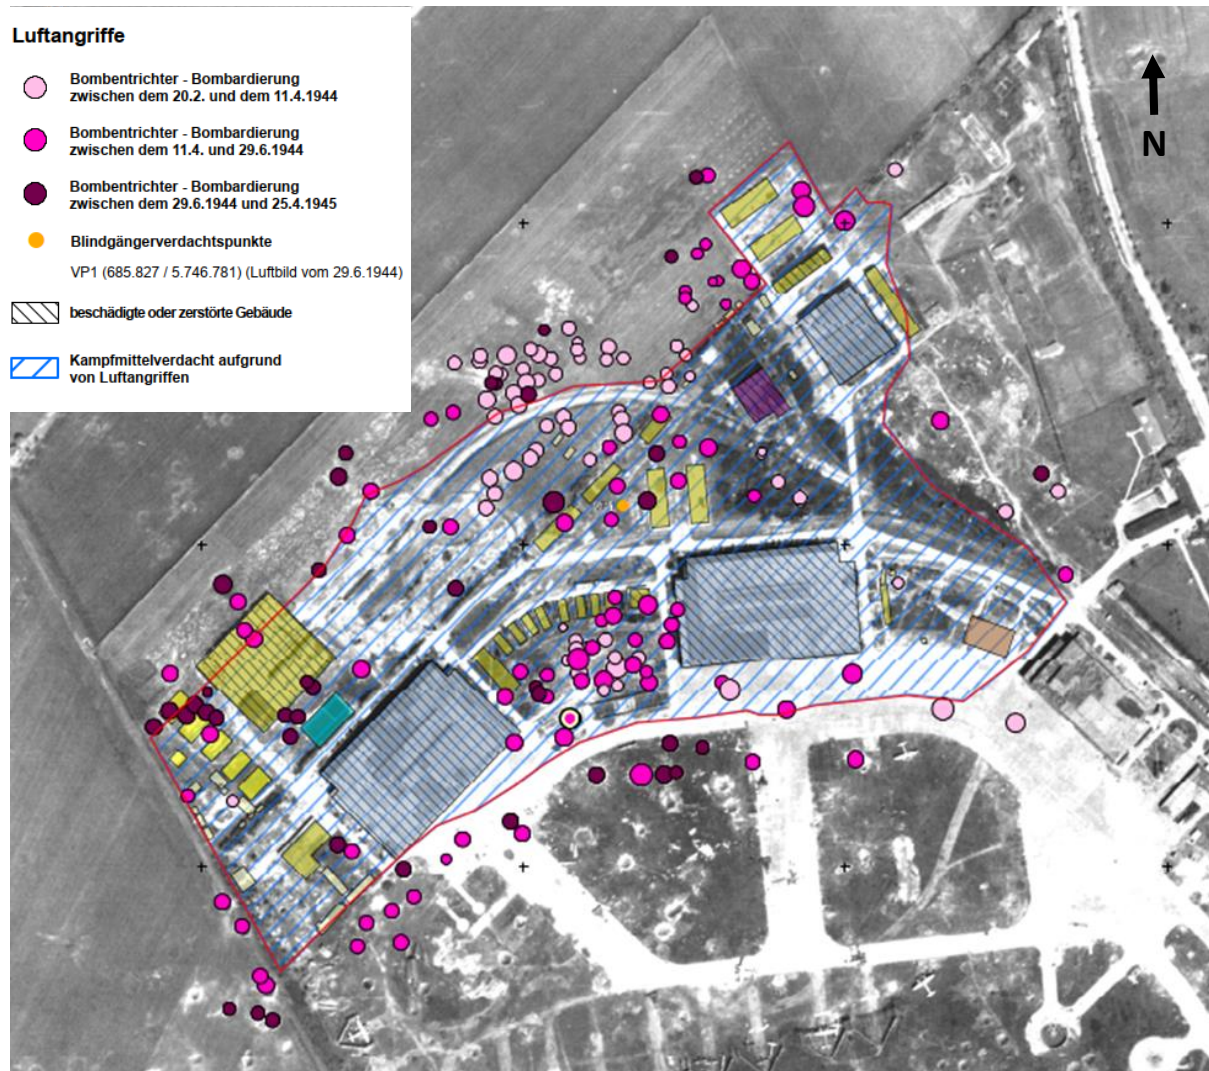 Luftangriffe
Bombentrichter - Bombardierung
zwischen dem 20.2. und dem 11.4.1944
Bombentrichter - Bombardierung
zwischen dem 11.4. und 29.6.1944
Bombentrichter - Bombardierung
zwischen dem 29.6.1944 und 25.4.1945
Blindgängerverdachtspunkte
VP1 (685.827 / 5.746.781) (Luftbild vom 29.6.1944)
beschädigte oder zerstörte Gebäude
Kampfmittelverdacht aufgrund
von Luftangriffen
N